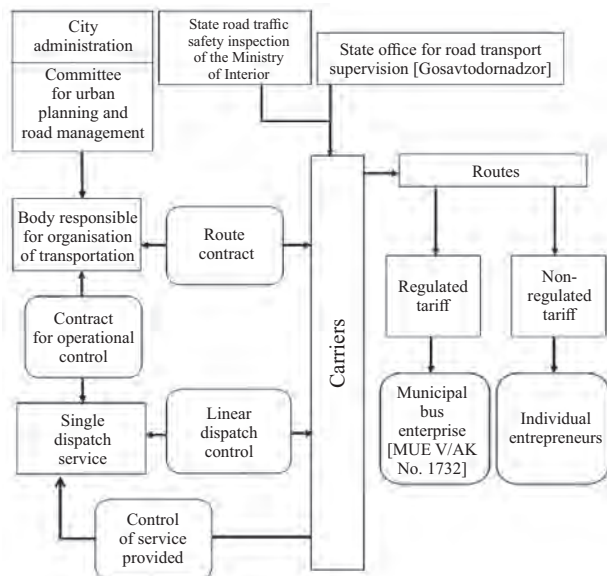 City
administration
Committee
for urban
planning and
road management
State road traffic
safety inspection
of the Ministry
of Interior
State office for road transport
supervision [Gosavtodornadzor]
Routes
Body responsible
for organisation
of transportation
Route
contract
Carriers
Regulated
tariff
Non-
regulated
tariff
Contract
for operational
control
Single
dispatch
service
Linear
dispatch
control
Municipal
bus
enterprise
[MUE V/AK
No. 1732]
Individual
entrepreneurs
Control
of service
provided